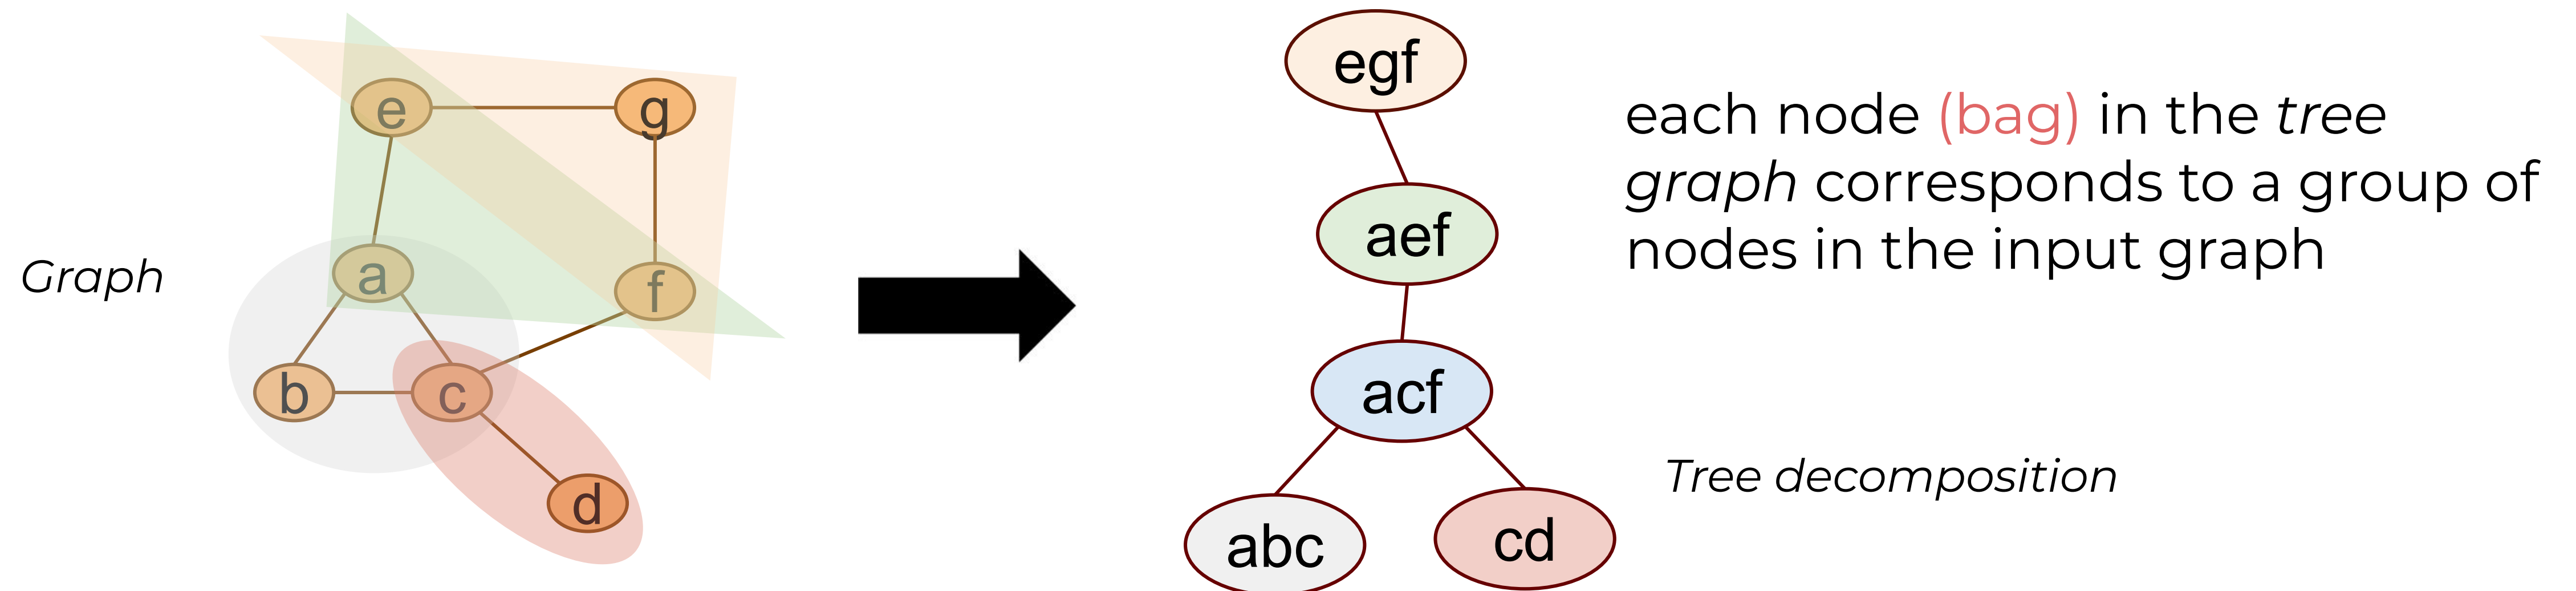 Graph
e
g
a
f
b
c
d
egf
aef
acf
abc
cd
each node (bag) in the tree
graph corresponds to a group of
nodes in the input graph
Tree decomposition